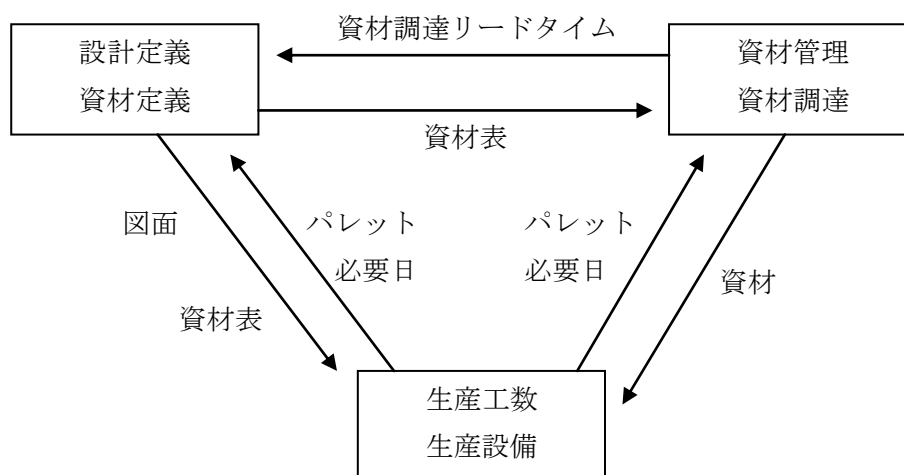 資材調達リードタイム
設計定義
資材定義
資材管理
資材調達
資材表
図面
パレット
必要日
パレット
必要日
資材
資材表
生産工数
生産設備